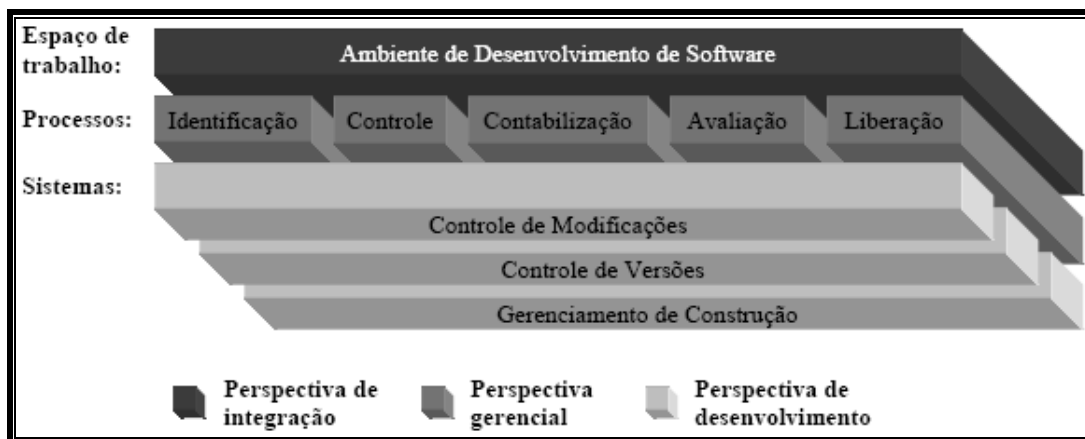 Espaço de
trabalho:
Ambiente de Desenvolvimento de Software
Processos:
Identificação
Controle
Contabilização
Avaliação
Liberação
Sistemas:
Controle de Modificações
Controle de Versões
Gerenciamento de Construção
Perspectiva de
integração
Perspectiva
gerencial
Perspectiva de
desenvolvimento